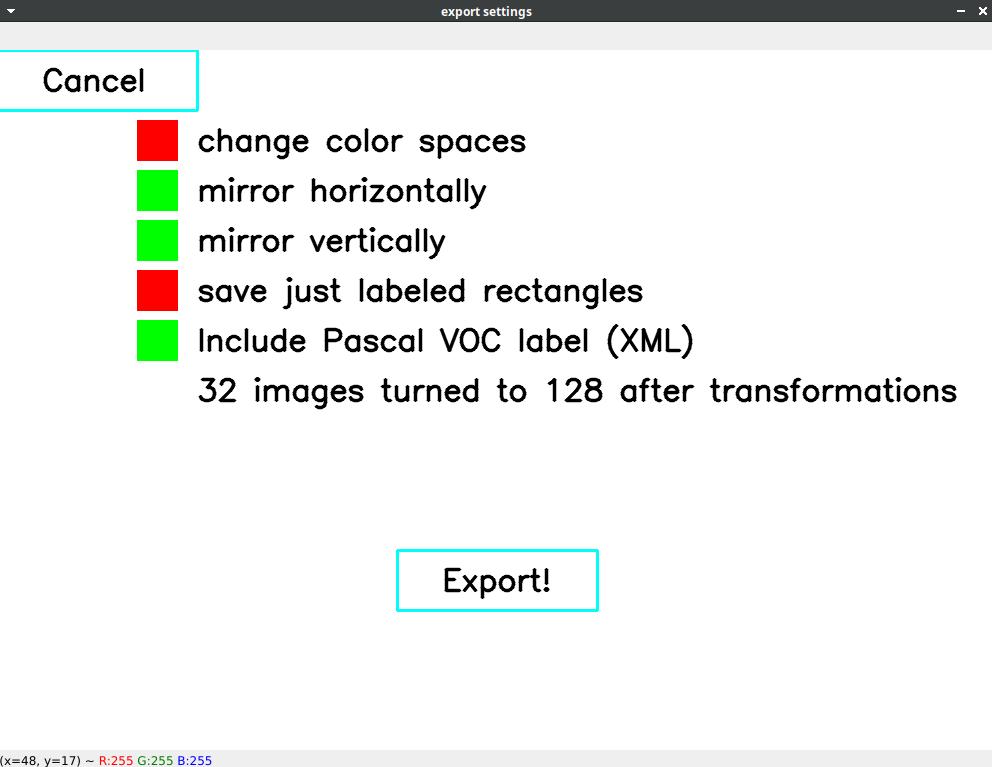 export settings
Cancel
change color spaces
mirror horizontally
mirror vertically
save just labeled rectangles
Include Pascal VOC label (XML)
32 images turned to 128 after transformations
Export!
(x=48, y=17) ~ R:255 G:255 B:255